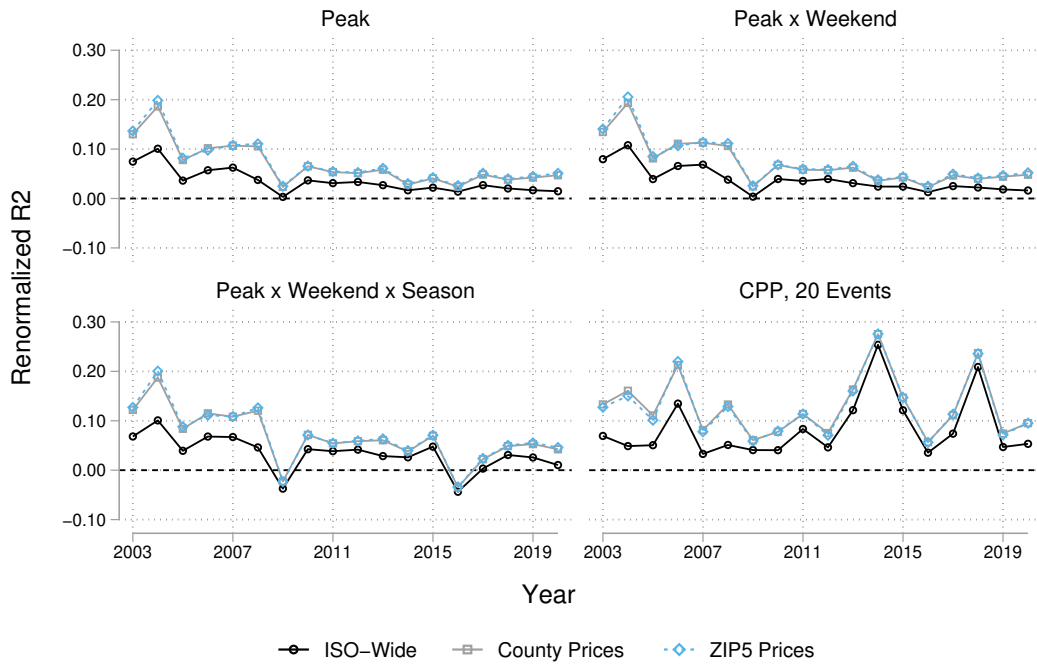 Peak
Peak x Weekend
0.30
0.20
0.10
0.00
−0.10
Peak x Weekend x Season
CPP, 20 Events
0.30
0.20
0.10
0.00
−0.10
Renormalized R2
2003 2007 2011 2015 2019
2003 2007 2011 2015 2019
Year
ISO−Wide County Prices ZIP5 Prices